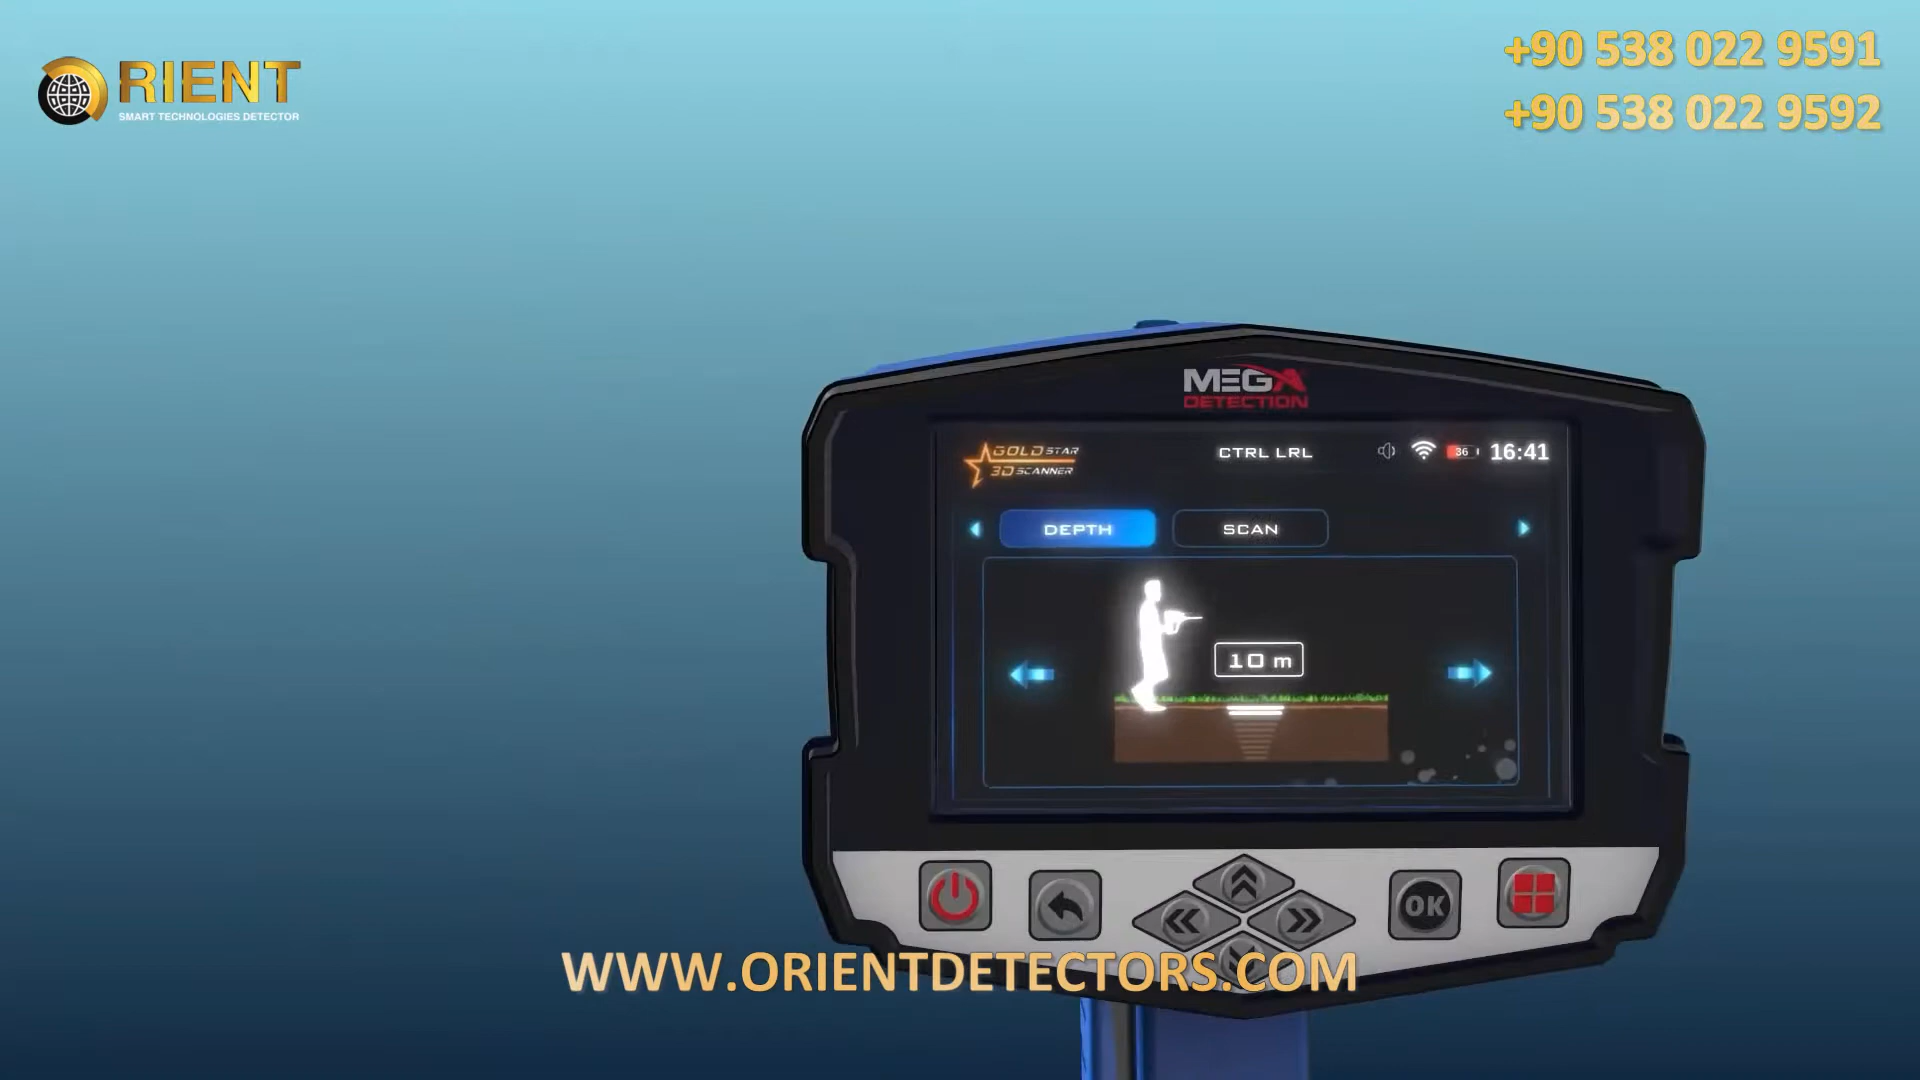 RIENT
SMART TECHNOLOGIES DETECTOR
+90 538 022 9591
+90 538 022 9592
MEGA
DETECTION
GOLD STAR
3D SCANNER
CTRL LRL
36
16:41
DEPTH
SCAN
10 m
OK
WWW.ORIENTDETECTORS.COM